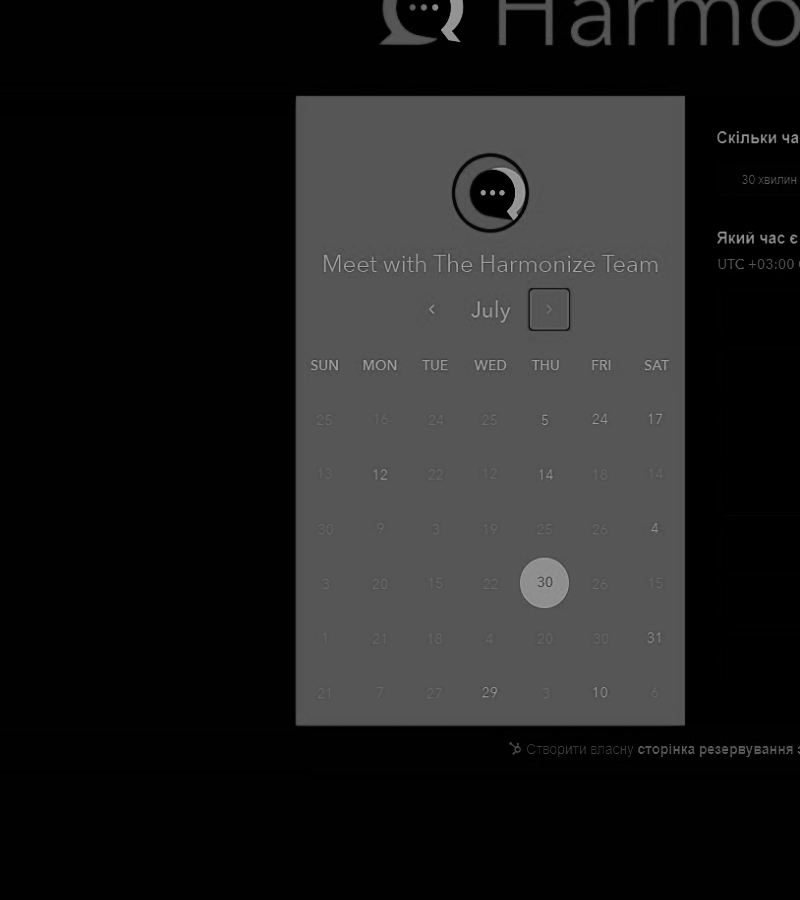 Harmo
Meet with The Harmonize Team
July
SUN MON TUE WED THU FRI SAT
25 16 24 25 5 24 17
13 12 22 12 14 18 14
30 9 3 19 25 26 4
3 20 15 22 30 26 15
1 21 18 4 20 30 31
21 7 27 29 3 10 6
Скільки ча
30 хвилин
Який час є
UTC +03:00
Створити власну сторінка резервування з